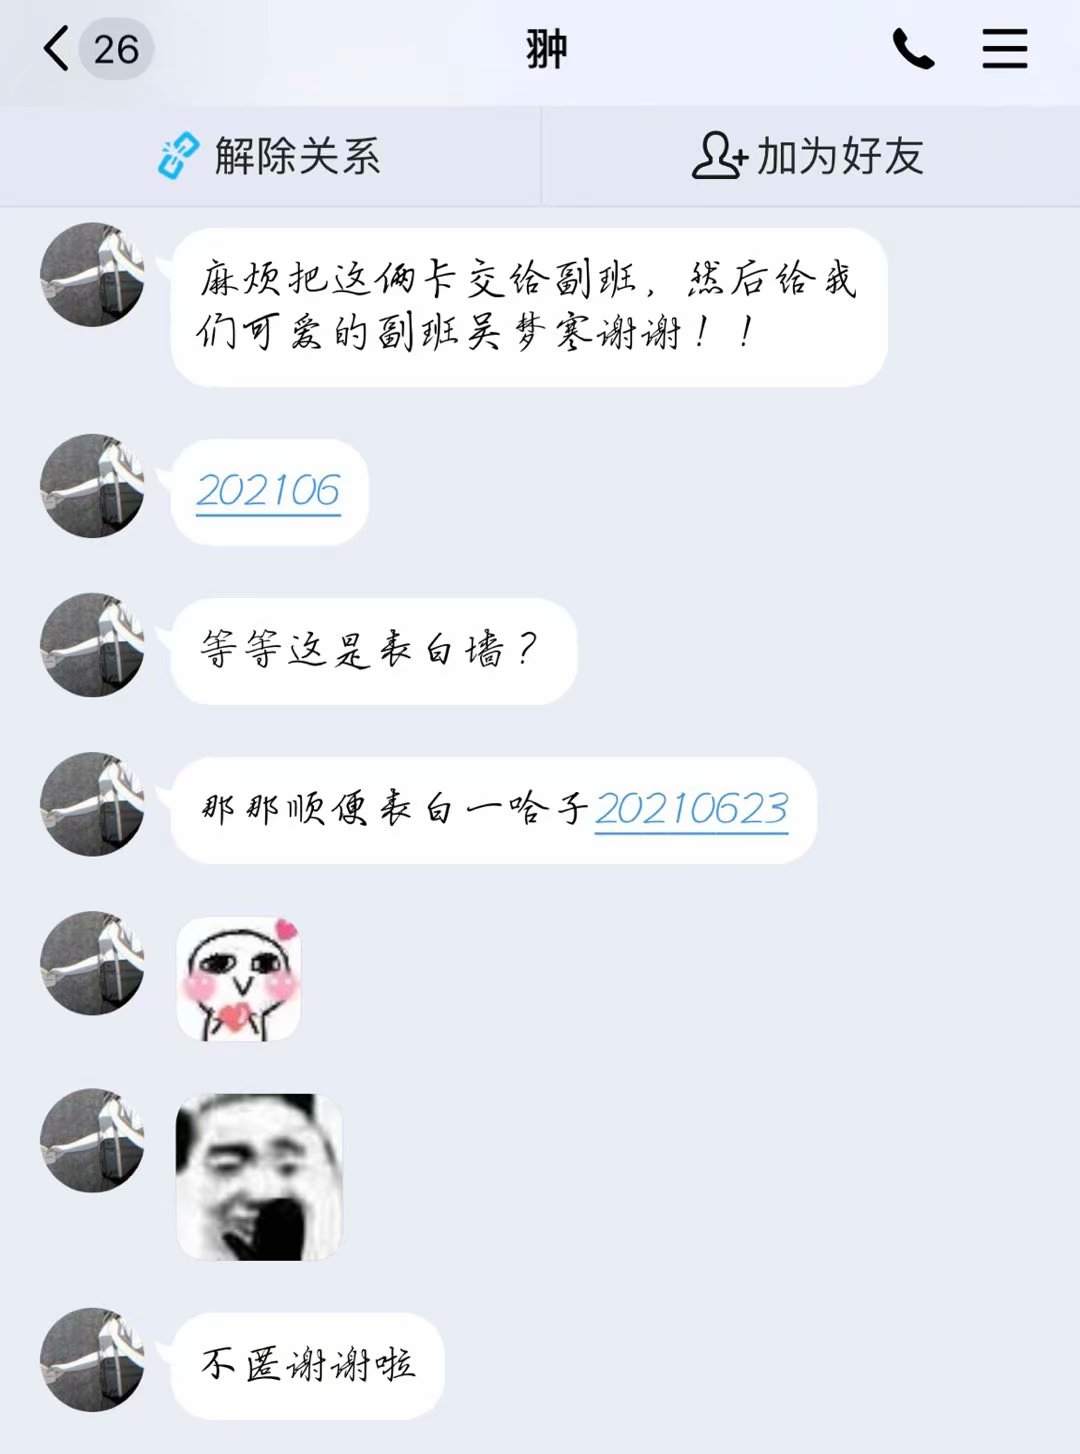 26
翀
解除关系
加为好友
麻烦把这俩卡交给副班，然后给我
们可爱的副班吴梦寒谢谢！！
202106
等等这是表白墙？
那那顺便表白一哈子20210623
不匿谢谢啦